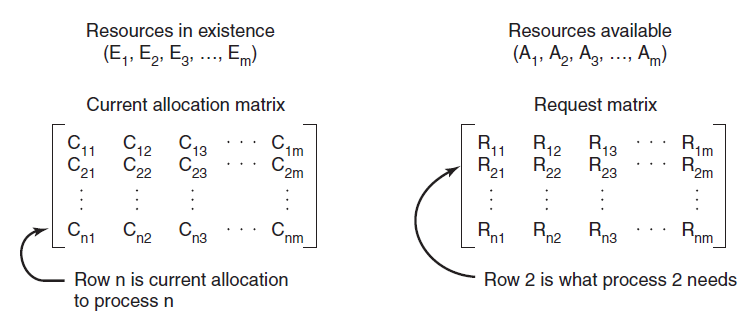 Resources in existence
(E1, E2, E3, …, Em)
Current allocation matrix
C11 C12 C13 · · · C1m
C21 C22 C23 · · · C2m
Cn1 Cn2 Cn3 · · · Cnm
Row n is current allocation
to process n
Resources available
(A1, A2, A3, …, Am)
Request matrix
R11 R12 R13 · · · R1m
R21 R22 R23 · · · R2m
Rn1 Rn2 Rn3 · · · Rnm
Row 2 is what process 2 needs